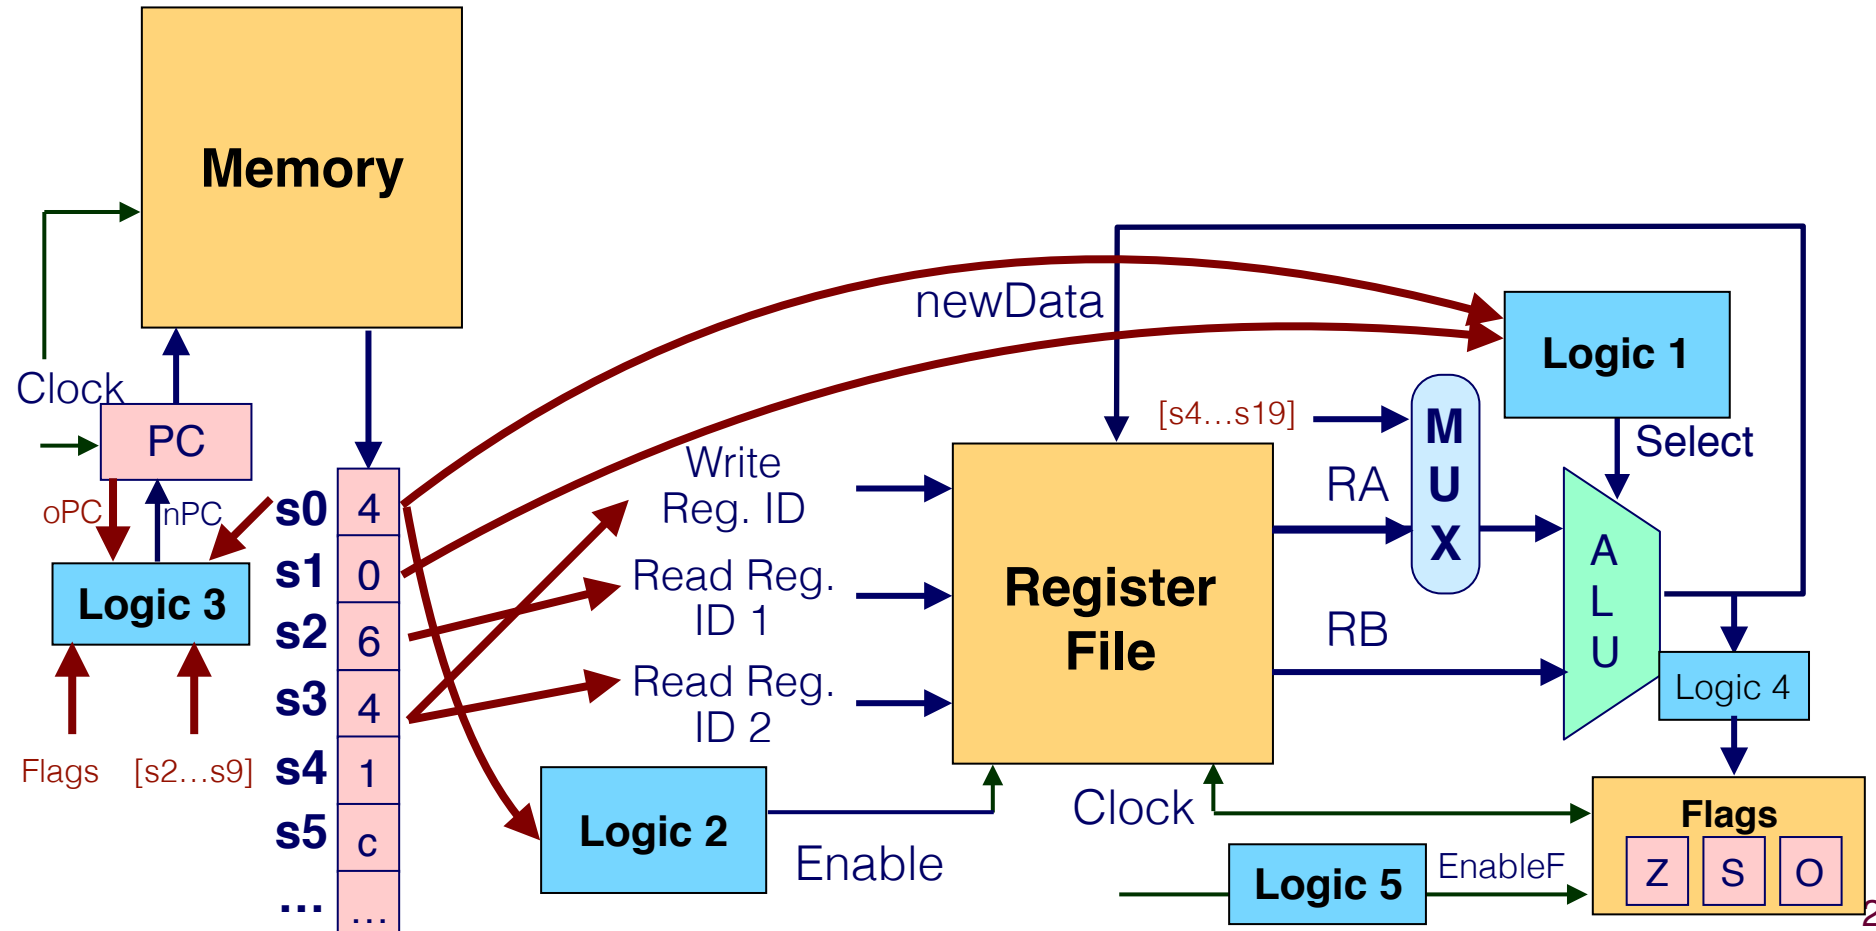 Memory
Clock
PC
oPC
nPC
Logic 3
Flags
[s2...s9]
s0 4
s1 0
s2 6
s3 4
s4 1
s5 c
... ...
newData
Write
Reg. ID
Read Reg.
ID 1
Read Reg.
ID 2
Logic 2
Enable
Register
File
Clock
[s4...s19]
RA
RB
M
U
X
Logic 1
Select
A
L
U
Logic 4
Logic 5
EnableF
Flags
Z S O